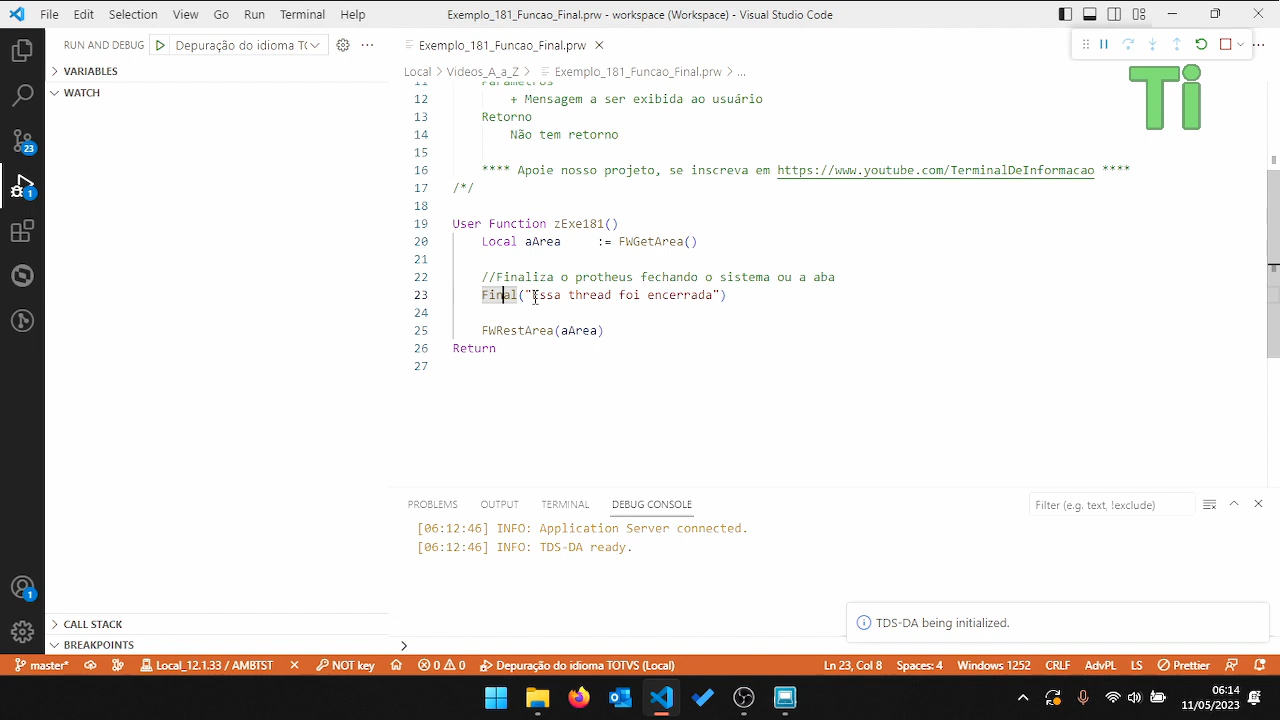 File Edit Selection View Go Run Terminal Help Exemplo_181_Funcao_Final.prw - workspace (Workspace) - Visual Studio Code
RUN AND DEBUG Depuração do idioma TO Exemplo_181_Funcao_Final.prw
VARIABLES Local > Videos_A_a_Z > Exemplo_181_Funcao_Final.prw > ...
WATCH
Ti
11 Parametros
12 + Mensagem a ser exibida ao usuário
13 Retorno
14 Não tem retorno
15
16 **** Apoie nosso projeto, se inscreva em https://www.youtube.com/TerminalDeInformacao ****
17 /*/
18
19 User Function zExe181()
20 Local aArea := FWGetArea()
21
22 //Finaliza o protheus fechando o sistema ou a aba
23 Final("Essa thread foi encerrada")
24
25 FWRestArea(aArea)
26 Return
27
23
1
PROBLEMS OUTPUT TERMINAL DEBUG CONSOLE Filter (e.g. text, !exclude)
[06:12:46] INFO: Application Server connected.
[06:12:46] INFO: TDS-DA ready.
TDS-DA being initialized.
1
CALL STACK
BREAKPOINTS
master* Local_12.1.33 / AMBTST NOT key 0 0 Depuração do idioma TOTVS (Local) Ln 23, Col 8 Spaces: 4 Windows 1252 CRLF AdvPL LS Prettier
06:14
11/05/2023